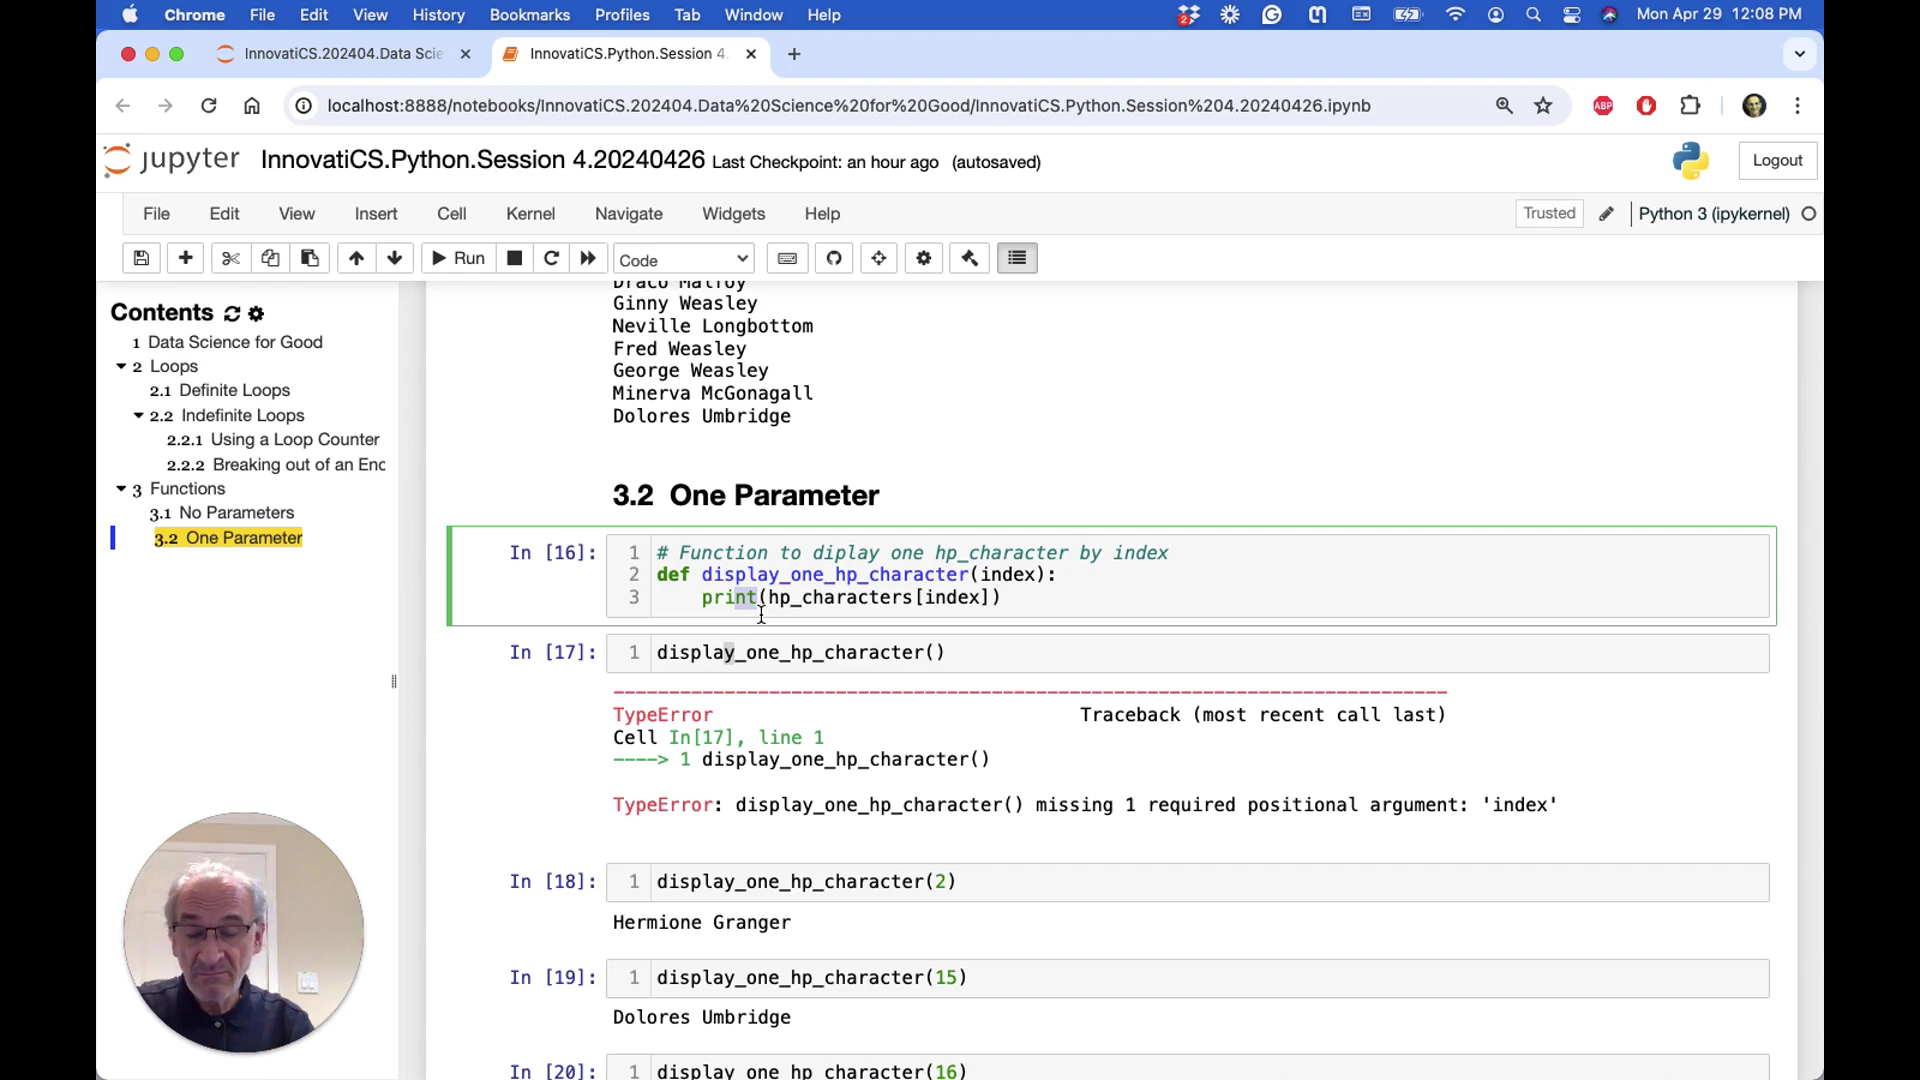 Chrome File Edit View History Bookmarks Profiles Tab Window Help Mon Apr 29 12:08 PM
InnovatiCS.202404.Data Scie InnovatiCS.Python.Session 4.
localhost:8888/notebooks/InnovatiCS.202404.Data%20Science%20for%20Good/InnovatiCS.Python.Session%204.20240426.ipynb ABP
jupyter InnovatiCS.Python.Session 4.20240426 Last Checkpoint: an hour ago (autosaved) Logout
File Edit View Insert Cell Kernel Navigate Widgets Help Trusted Python 3 (ipykernel)
Run Code
Contents
1 Data Science for Good
2 Loops
2.1 Definite Loops
2.2 Indefinite Loops
2.2.1 Using a Loop Counter
2.2.2 Breaking out of an Enc
3 Functions
3.1 No Parameters
3.2 One Parameter
Draco Malfoy
Ginny Weasley
Neville Longbottom
Fred Weasley
George Weasley
Minerva McGonagall
Dolores Umbridge
3.2 One Parameter
In [16]: 1 # Function to diplay one hp_character by index
2 def display_one_hp_character(index):
3 print(hp_characters[index])
In [17]: 1 display_one_hp_character()
---------------------------------------------------------------------------
TypeError Traceback (most recent call last)
Cell In[17], line 1
----> 1 display_one_hp_character()
TypeError: display_one_hp_character() missing 1 required positional argument: 'index'
In [18]: 1 display_one_hp_character(2)
Hermione Granger
In [19]: 1 display_one_hp_character(15)
Dolores Umbridge
In [20]: 1 display_one_hp_character(16)